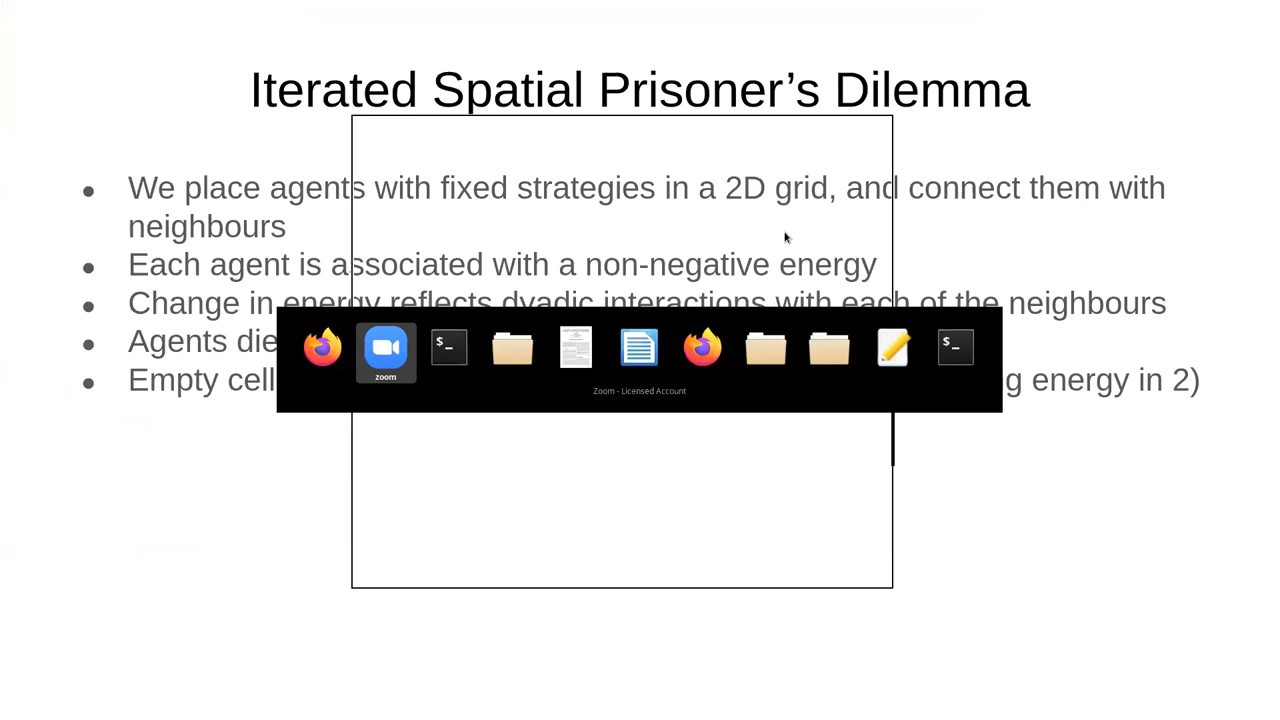 Iterated Spatial Prisoner’s Dilemma
● We place agents with fixed strategies in a 2D grid, and connect them with
neighbours
● Each agent is associated with a non-negative energy
● Change in energy reflects dyadic interactions with each of the neighbours
● Agents die
● Empty cell g energy in 2)
$_
$_
zoom
Zoom - Licensed Account